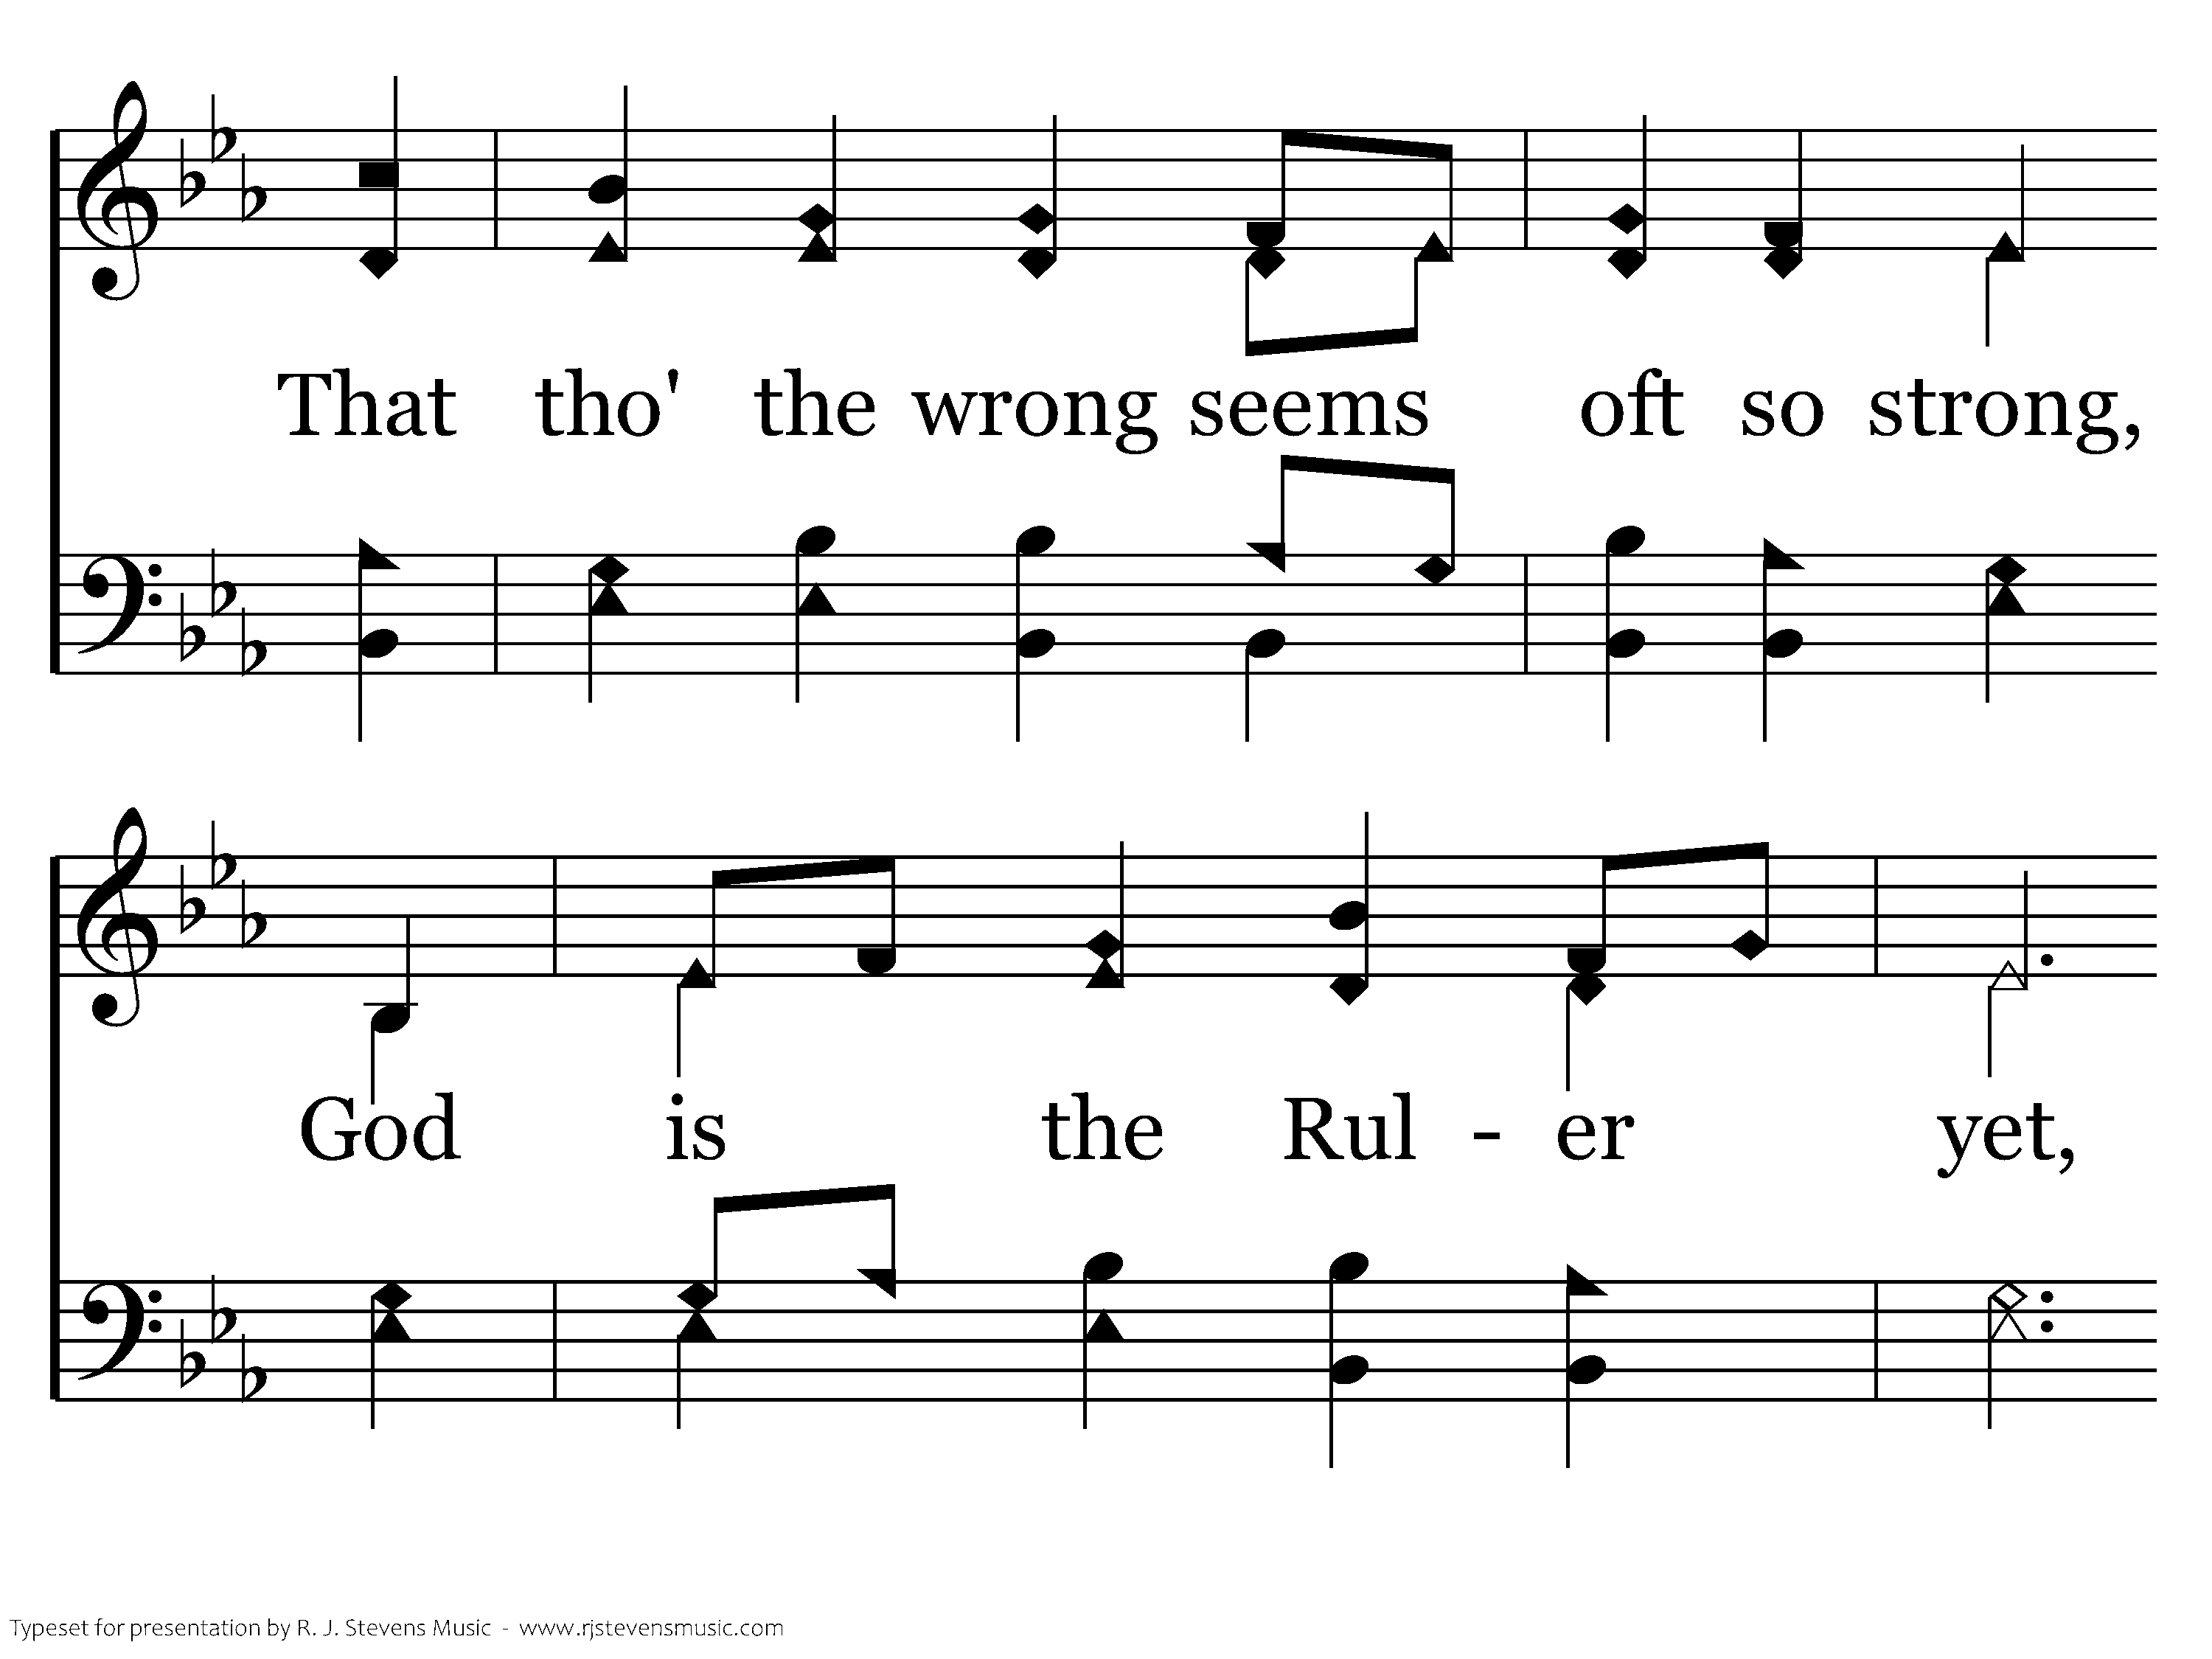 That tho' the wrong seems oft so strong,
God is the Rul - er yet,
Typeset for presentation by R. J. Stevens Music - www.rjstevensmusic.com